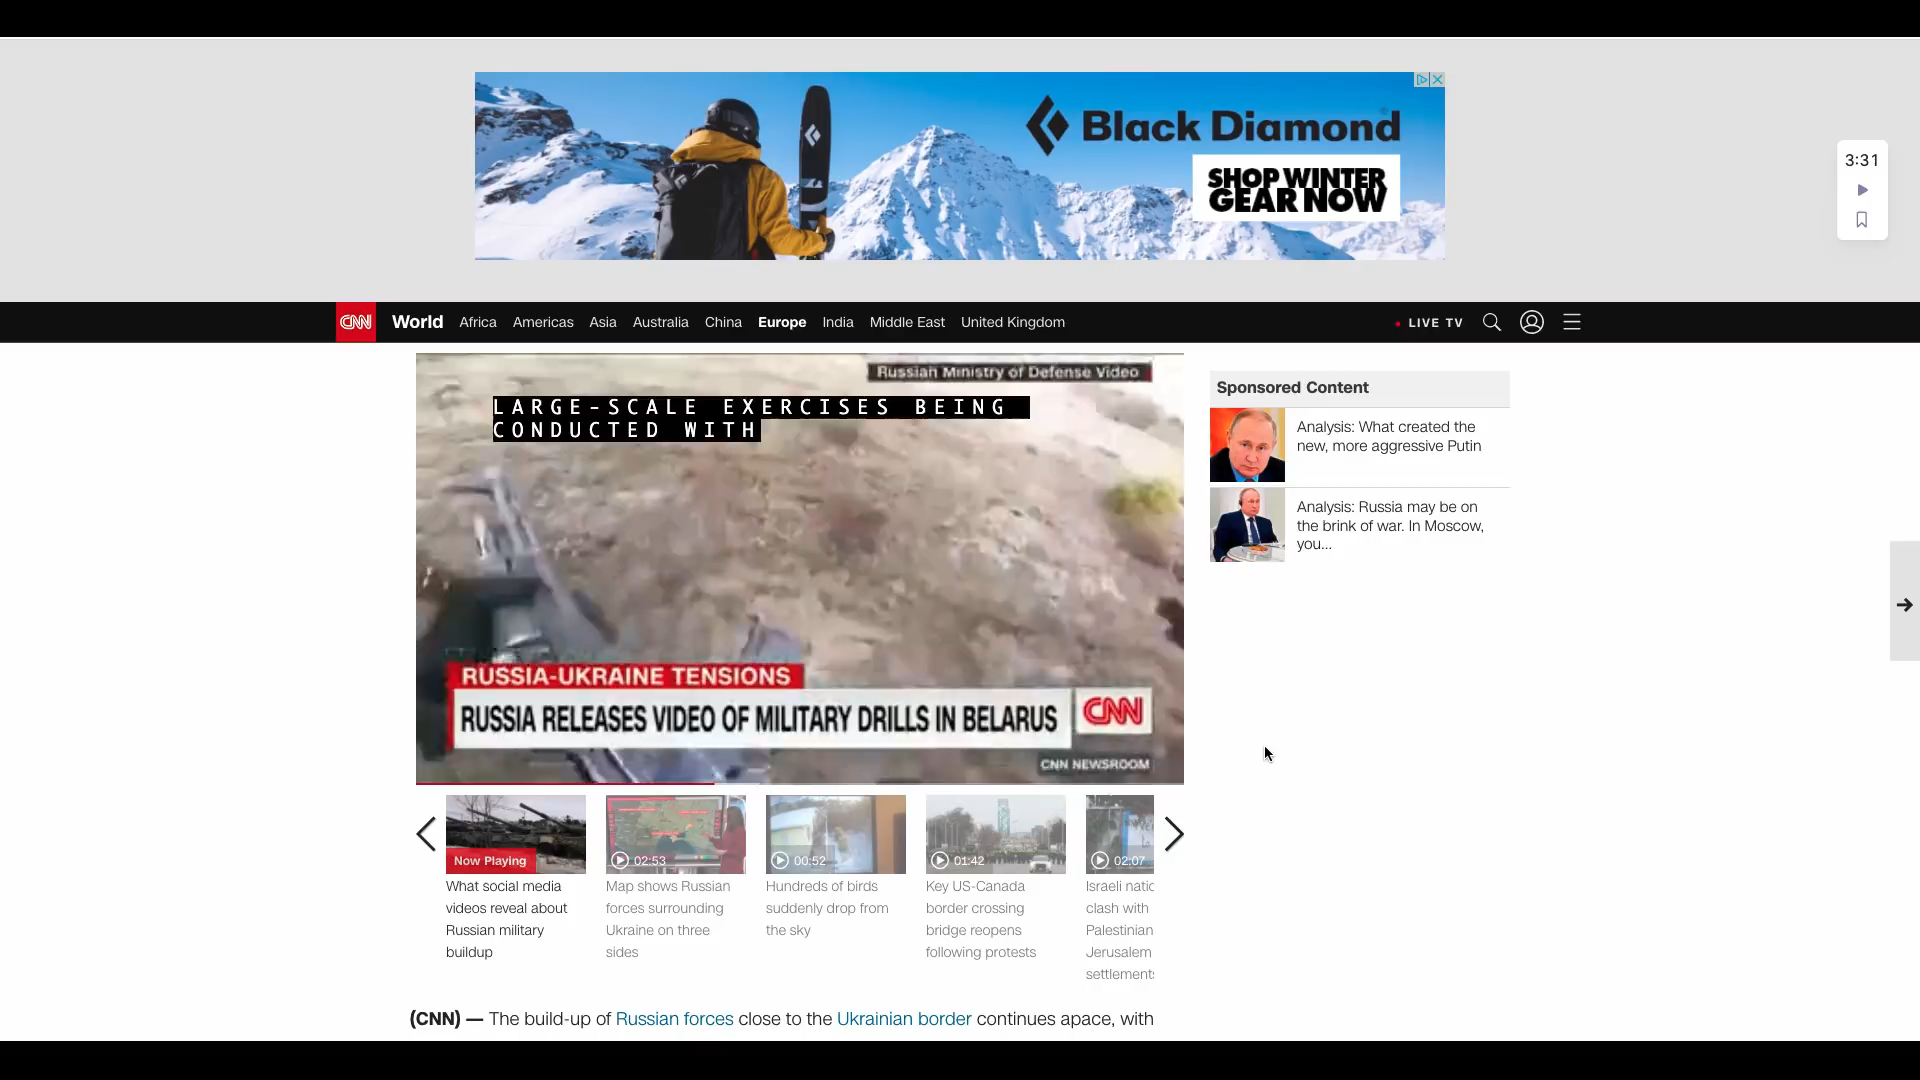 Black Diamond
SHOP WINTER
GEAR NOW
3:31
CNN World Africa Americas Asia Australia China Europe India Middle East United Kingdom LIVE TV
Russian Ministry of Defense Video
LARGE-SCALE EXERCISES BEING
CONDUCTED WITH
RUSSIA-UKRAINE TENSIONS
RUSSIA RELEASES VIDEO OF MILITARY DRILLS IN BELARUS
CNN
CNN NEWSROOM
Sponsored Content
Analysis: What created the
new, more aggressive Putin
Analysis: Russia may be on
the brink of war. In Moscow,
you...
Now Playing
What social media
videos reveal about
Russian military
buildup
02:53
Map shows Russian
forces surrounding
Ukraine on three
sides
00:52
Hundreds of birds
suddenly drop from
the sky
01:42
Key US-Canada
border crossing
bridge reopens
following protests
02:07
Israeli natio
clash with
Palestinian
Jerusalem
settlements
(CNN) — The build-up of Russian forces close to the Ukrainian border continues apace, with